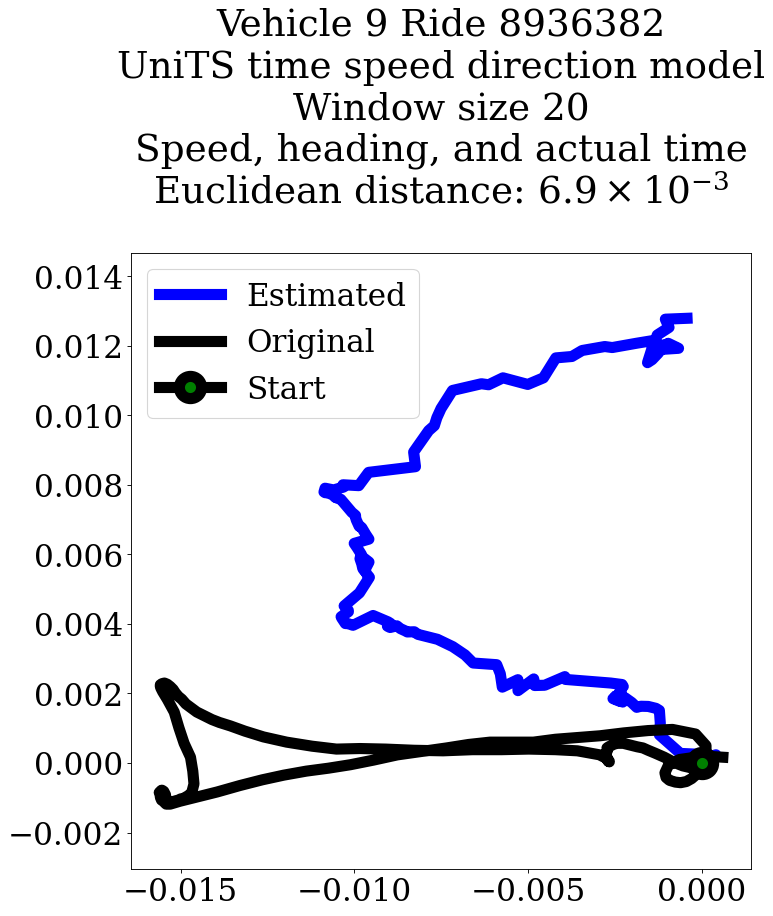 Vehicle 9 Ride 8936382
UniTS time speed direction model
Window size 20
Speed, heading, and actual time
Euclidean distance: 6.9 × 10⁻³
Estimated
Original
Start
0.014
0.012
0.010
0.008
0.006
0.004
0.002
0.000
−0.002
−0.015 −0.010 −0.005 0.000